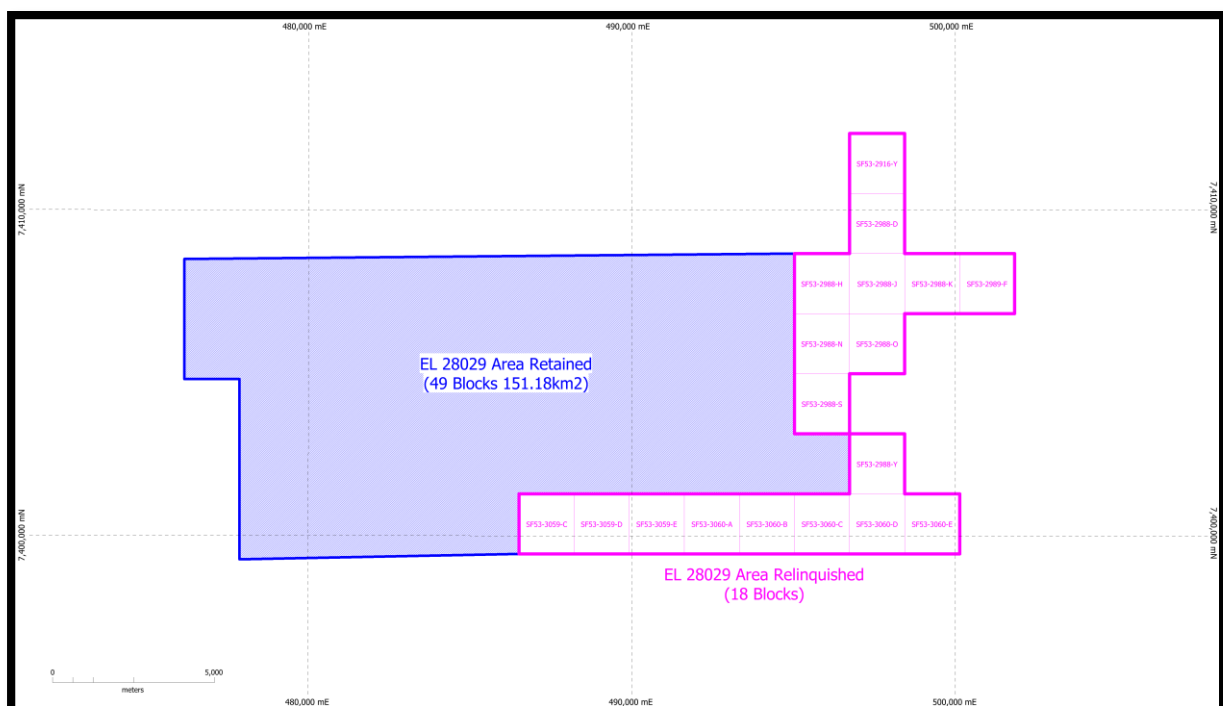 480,000 mE
490,000 mE
500,000 mE
SF53-2916-Y
7,410,000 mN
7,410,000 mN
SF53-2988-D
SF53-2988-H
SF53-2988-J
SF53-2988-K
SF53-2989-F
SF53-2988-N
SF53-2988-O
EL 28029 Area Retained
(49 Blocks 151.18km2)
SF53-2988-S
SF53-2988-Y
7,400,000 mN
SF53-3059-C
SF53-3059-D
SF53-3059-E
SF53-3060-A
SF53-3060-B
SF53-3060-C
SF53-3060-D
SF53-3060-E
7,400,000 mN
EL 28029 Area Relinquished
(18 Blocks)
0
5,000
meters
480,000 mE
490,000 mE
500,000 mE